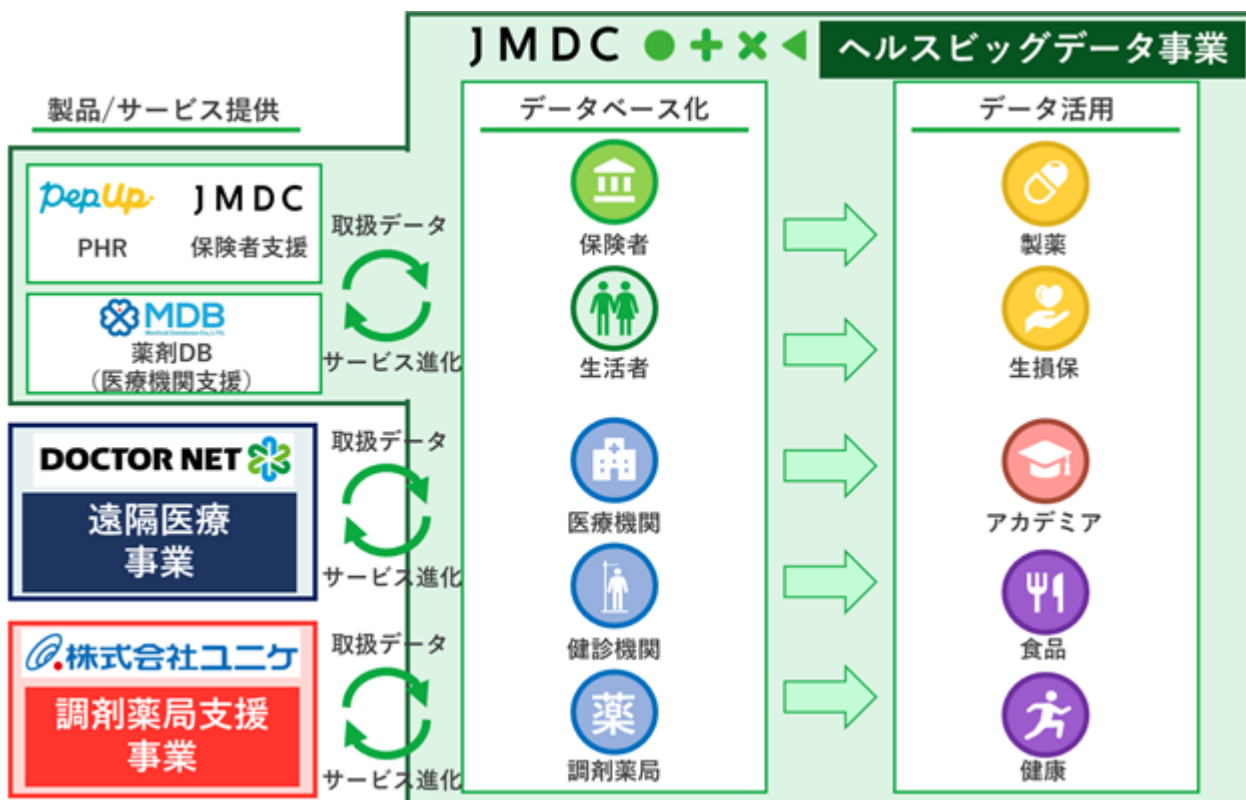 JMDC
ヘルスビッグデータ事業
製品/サービス提供
PepUp
PHR
JMDC
保険者支援
MDB
Medical Database Co., LTD.
薬剤DB
（医療機関支援）
取扱データ
サービス進化
DOCTOR NET
遠隔医療
事業
取扱データ
サービス進化
株式会社ユニケ
調剤薬局支援
事業
取扱データ
サービス進化
データベース化
保険者
生活者
医療機関
健診機関
薬
調剤薬局
データ活用
製薬
生損保
アカデミア
食品
健康